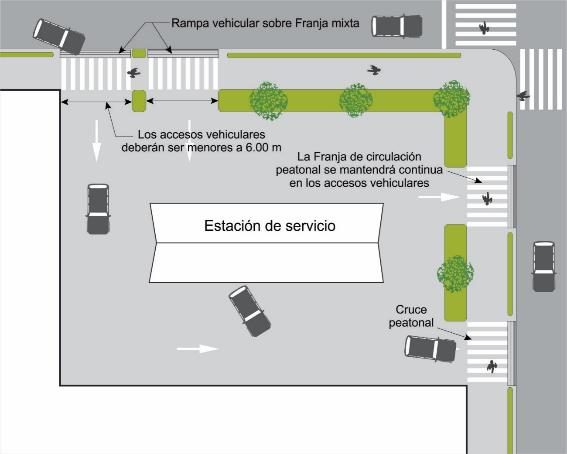 Rampa vehicular sobre Franja mixta
Los accesos vehiculares
deberán ser menores a 6.00 m
La Franja de circulación
peatonal se mantendrá continua
en los accesos vehiculares
Estación de servicio
Cruce
peatonal